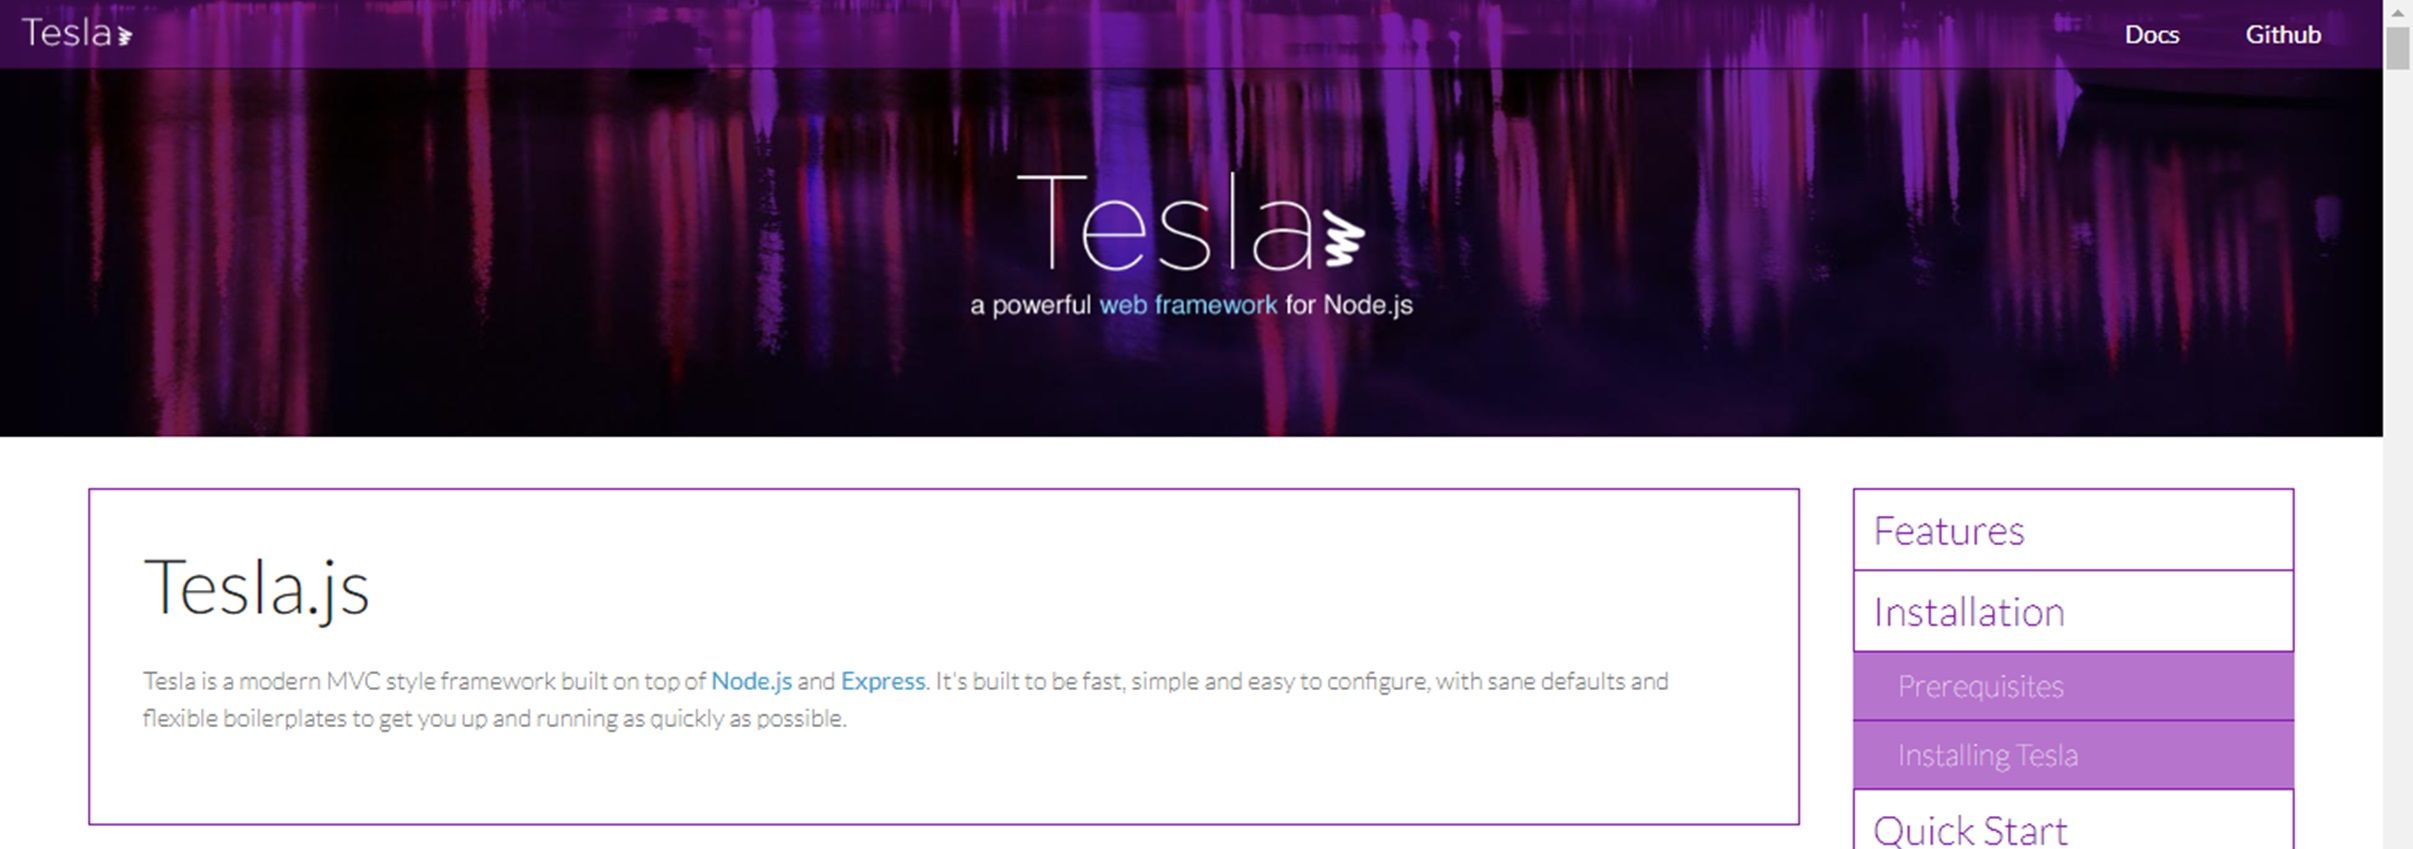 Tesla
Docs
Github
Tesla
a powerful web framework for Node.js
Tesla.js
Tesla is a modern MVC style framework built on top of Node.js and Express. It's built to be fast, simple and easy to configure, with sane defaults and
flexible boilerplates to get you up and running as quickly as possible.
Features
Installation
Prerequisites
Installing Tesla
Quick Start